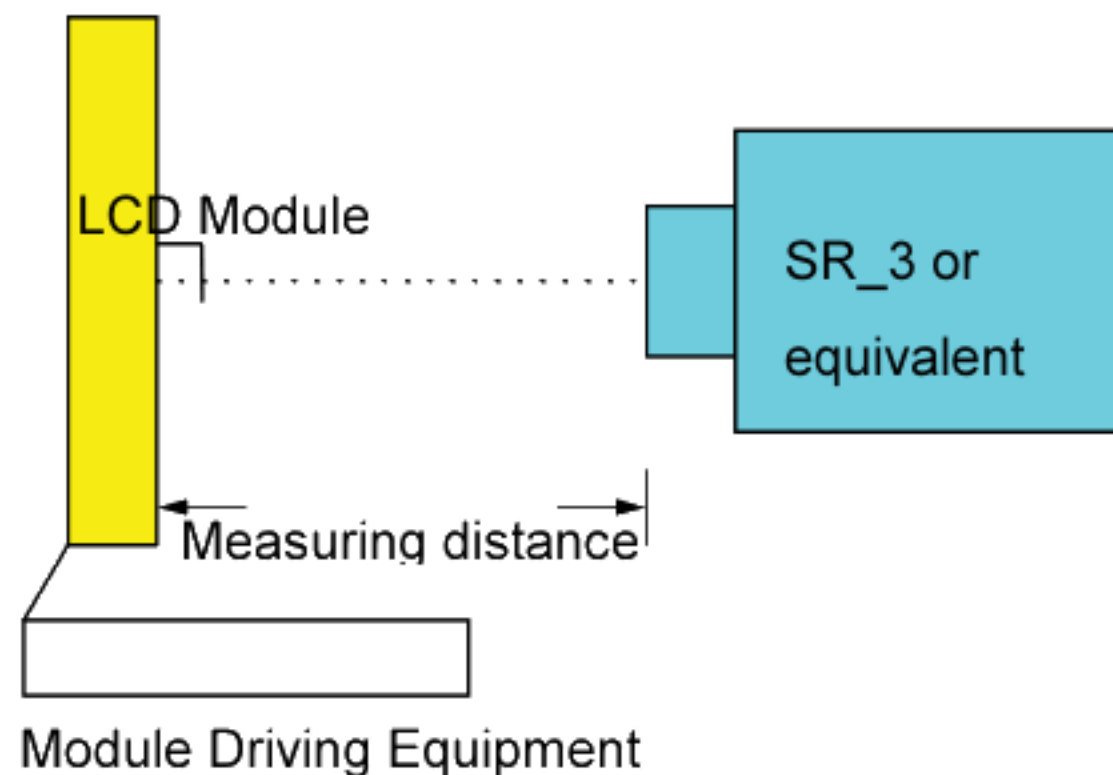 LCD Module
SR_3 or
equivalent
Measuring distance
Module Driving Equipment